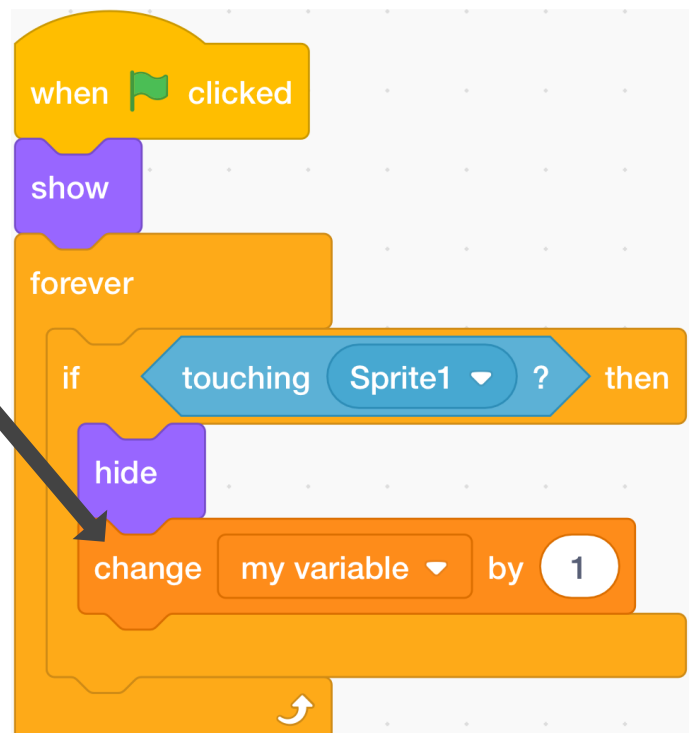 when clicked
show
forever
if touching Sprite1 ? then
hide
change my variable by 1